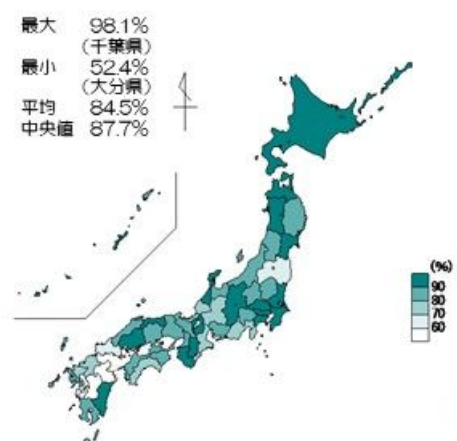 最大 98.1%
(千葉県)
最小 52.4%
(大分県)
平均 84.5%
中央値 87.7%
(%)
90
80
70
60